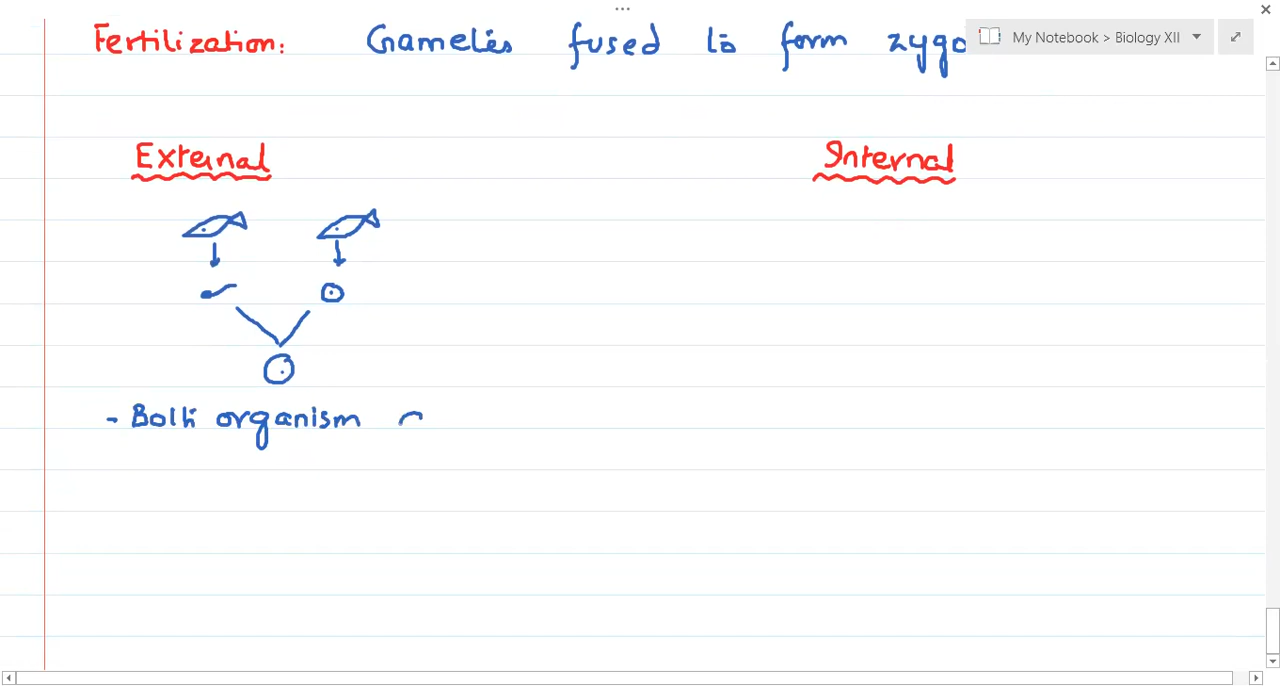 Fertilization: Gametes fused to form zygo
My Notebook > Biology XII
External
Internal
- Both organism